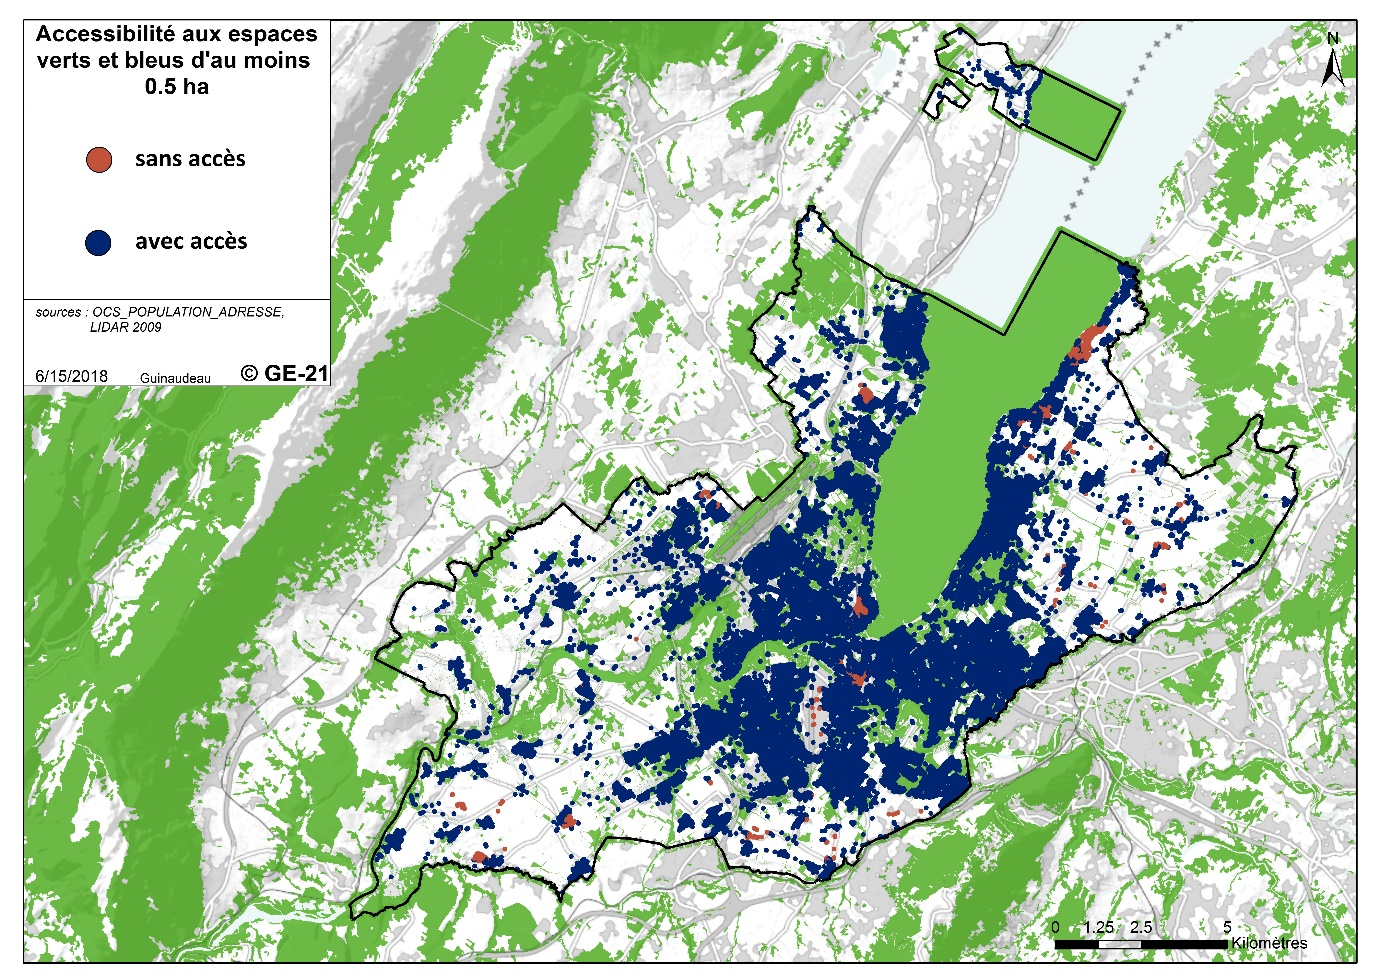 Accessibilité aux espaces
verts et bleus d'au moins
0.5 ha
sans accès
avec accès
sources : OCS_POPULATION_ADRESSE,
LIDAR 2009
6/15/2018 Guinaudeau © GE-21
N
0 1.25 2.5 5
Kilomètres